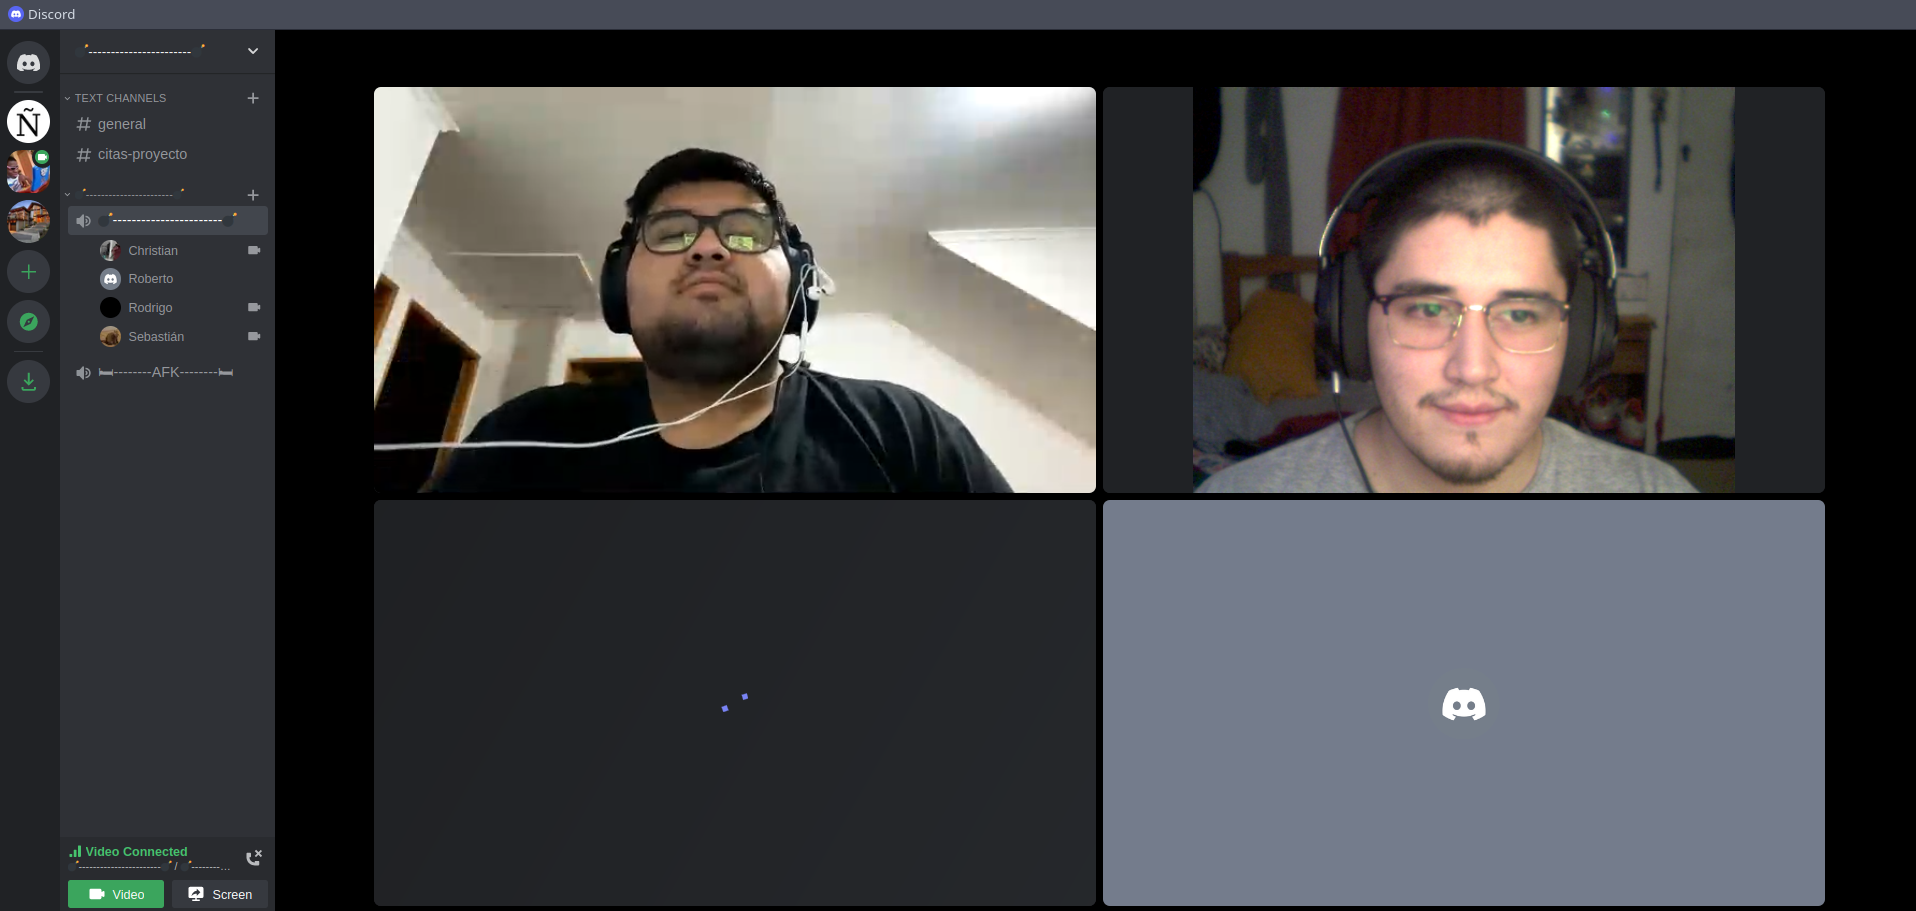 Discord
-----------------------
TEXT CHANNELS
Ñ
general
citas-proyecto
-----------------------
-----------------------
Christian
Roberto
Rodrigo
Sebastián
--------AFK--------
Video Connected
----------------------- / --------...
Video
Screen